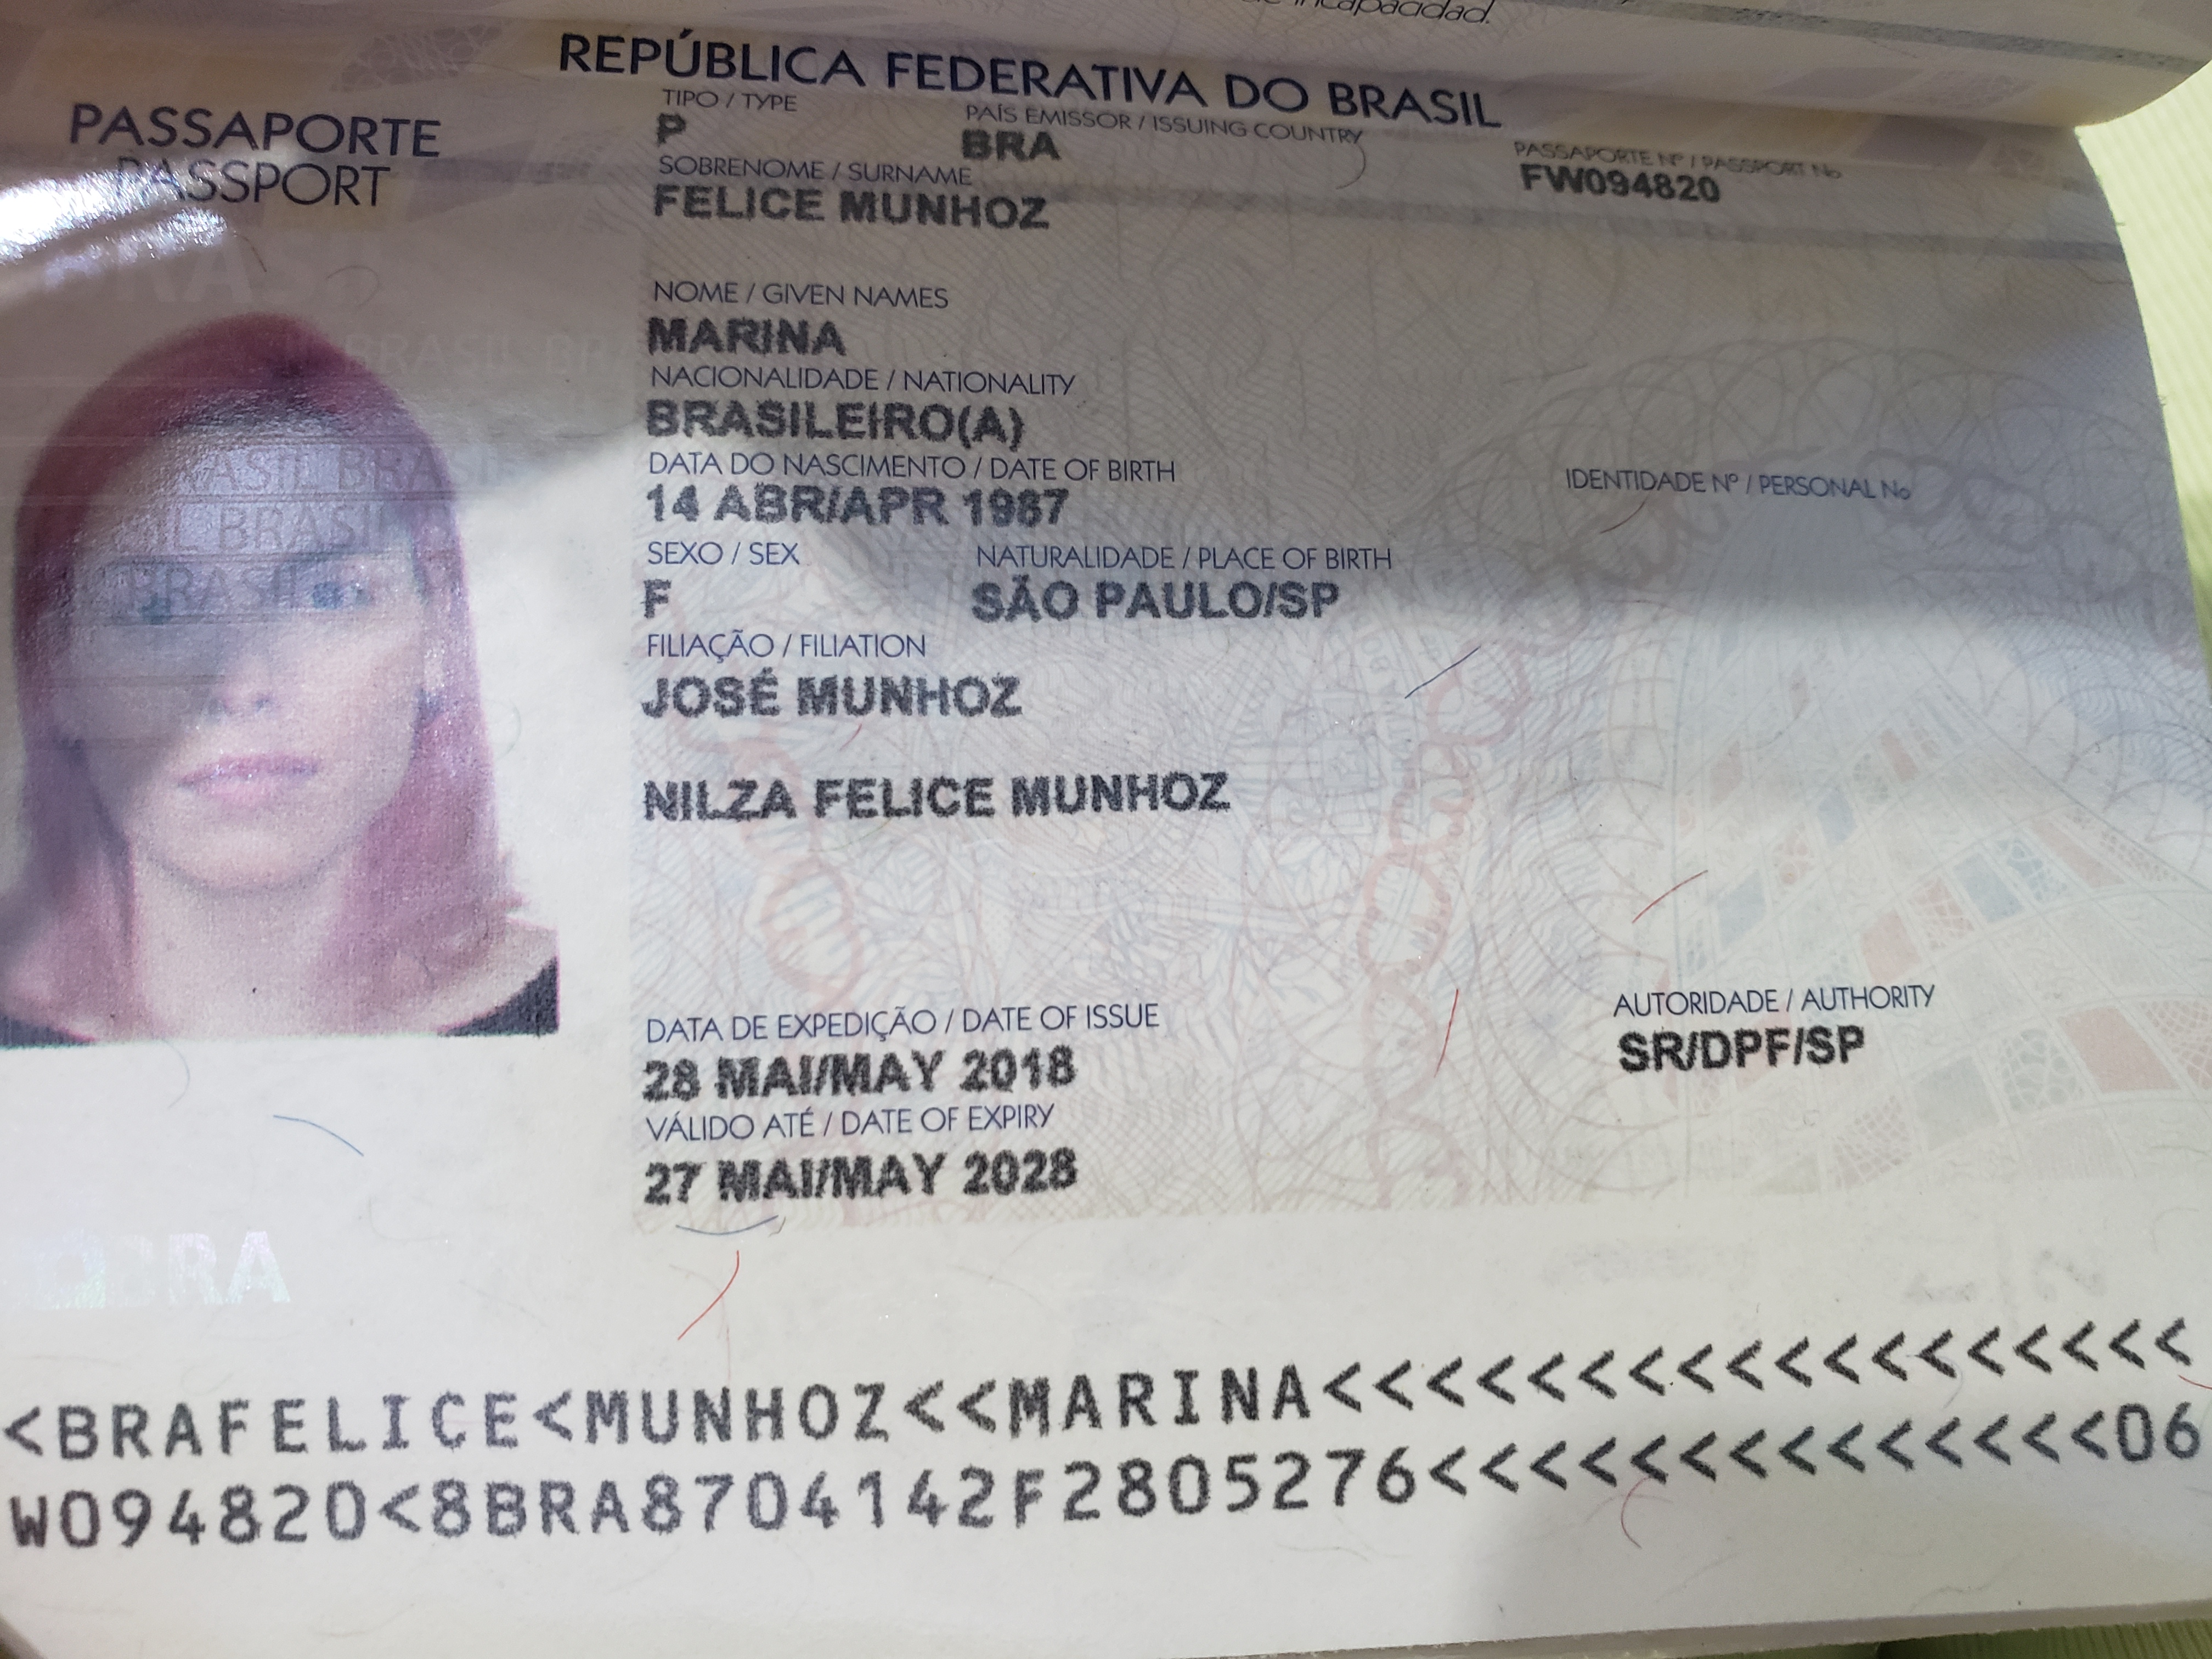 REPÚBLICA FEDERATIVA DO BRASIL
PASSAPORTE
PASSPORT
TIPO / TYPE
P
PAÍS EMISSOR / ISSUING COUNTRY
BRA
PASSAPORTE Nº / PASSPORT No
FW094820
SOBRENOME / SURNAME
FELICE MUNHOZ
NOME / GIVEN NAMES
MARINA
NACIONALIDADE / NATIONALITY
BRASILEIRO(A)
DATA DO NASCIMENTO / DATE OF BIRTH
14 ABR/APR 1987
IDENTIDADE Nº / PERSONAL No
SEXO / SEX
F
NATURALIDADE / PLACE OF BIRTH
SÃO PAULO/SP
FILIAÇÃO / FILIATION
JOSÉ MUNHOZ
NILZA FELICE MUNHOZ
DATA DE EXPEDIÇÃO / DATE OF ISSUE
28 MAI/MAY 2018
AUTORIDADE / AUTHORITY
SR/DPF/SP
VÁLIDO ATÉ / DATE OF EXPIRY
27 MAI/MAY 2028
BRA
<BRAFELICE<MUNHOZ<<MARINA<<<<<<<<<<<<<<<<<
W094820<8BRA8704142F2805276<<<<<<<<<<<<<<06